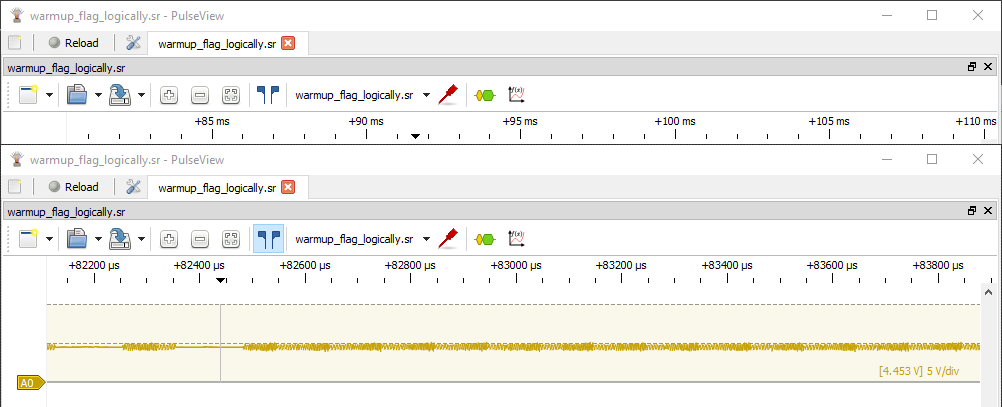 warmup_flag_logically.sr - PulseView
Reload warmup_flag_logically.sr
warmup_flag_logically.sr
warmup_flag_logically.sr f(x)
+85 ms +90 ms +95 ms +100 ms +105 ms +110 ms
warmup_flag_logically.sr - PulseView
Reload warmup_flag_logically.sr
warmup_flag_logically.sr
warmup_flag_logically.sr f(x)
+82200 µs +82400 µs +82600 µs +82800 µs +83000 µs +83200 µs +83400 µs +83600 µs +83800 µs
[4.453 V] 5 V/div
A0